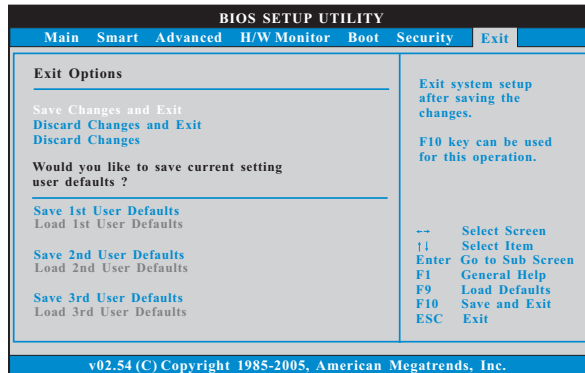 BIOS SETUP UTILITY
Main Smart Advanced H/W Monitor Boot Security Exit
Exit Options
Save Changes and Exit
Discard Changes and Exit
Discard Changes
Would you like to save current setting
user defaults ?
Save 1st User Defaults
Load 1st User Defaults
Save 2nd User Defaults
Load 2nd User Defaults
Save 3rd User Defaults
Load 3rd User Defaults
Exit system setup
after saving the
changes.
F10 key can be used
for this operation.
←→ Select Screen
↑↓ Select Item
Enter Go to Sub Screen
F1 General Help
F9 Load Defaults
F10 Save and Exit
ESC Exit
v02.54 (C) Copyright 1985-2005, American Megatrends, Inc.